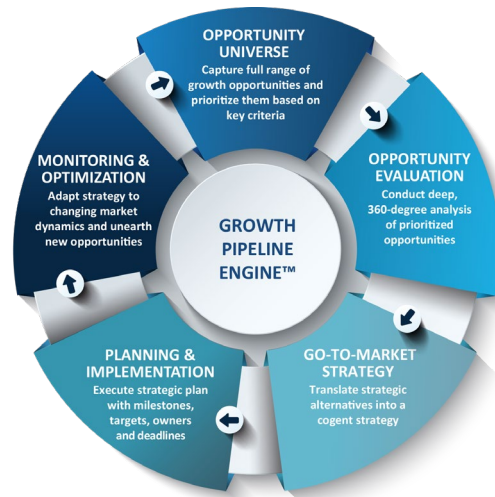 OPPORTUNITY
UNIVERSE
Capture full range of
growth opportunities and
prioritize them based on
key criteria
OPPORTUNITY
EVALUATION
Conduct deep,
360-degree analysis
of prioritized
opportunities
GO-TO-MARKET
STRATEGY
Translate strategic
alternatives into a
cogent strategy
PLANNING &
IMPLEMENTATION
Execute strategic plan
with milestones,
targets, owners
and deadlines
MONITORING &
OPTIMIZATION
Adapt strategy to
changing market
dynamics and unearth
new opportunities
GROWTH
PIPELINE
ENGINE™